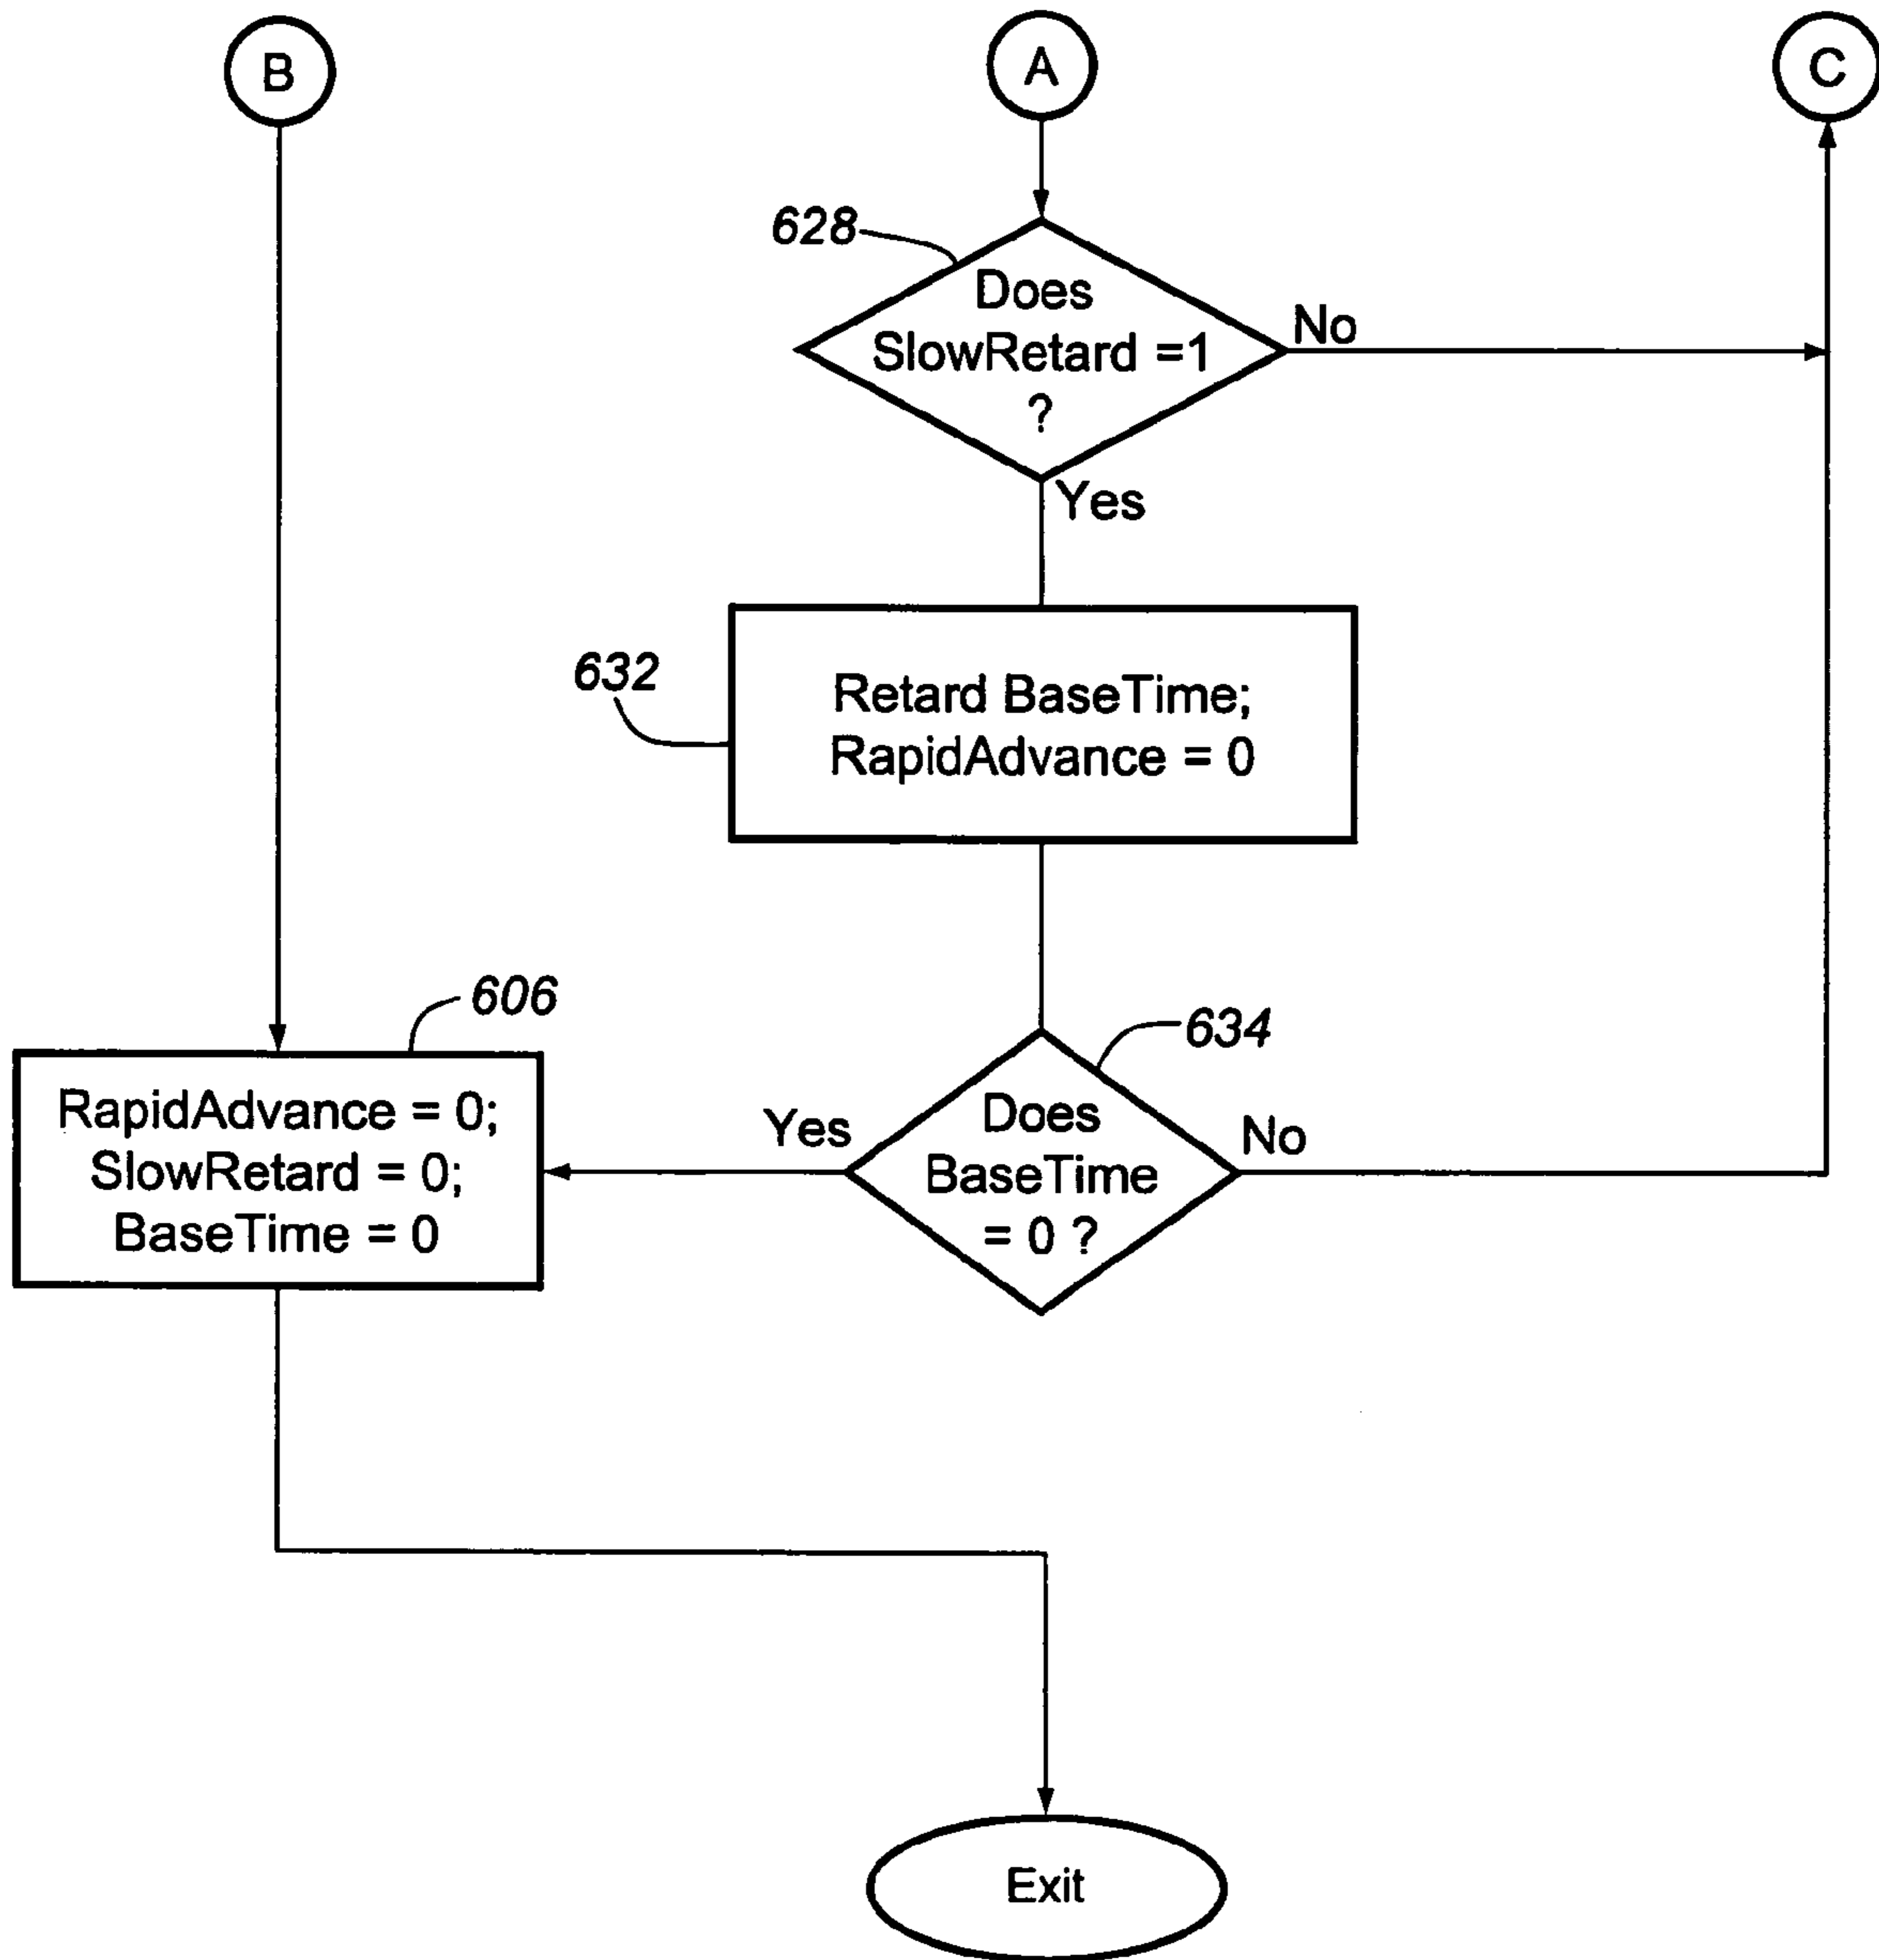 B
A
C
628
Does
SlowRetard =1
?
No
Yes
632
Retard BaseTime;
RapidAdvance = 0
606
634
RapidAdvance = 0;
SlowRetard = 0;
BaseTime = 0
Yes
Does
BaseTime
= 0 ?
No
Exit